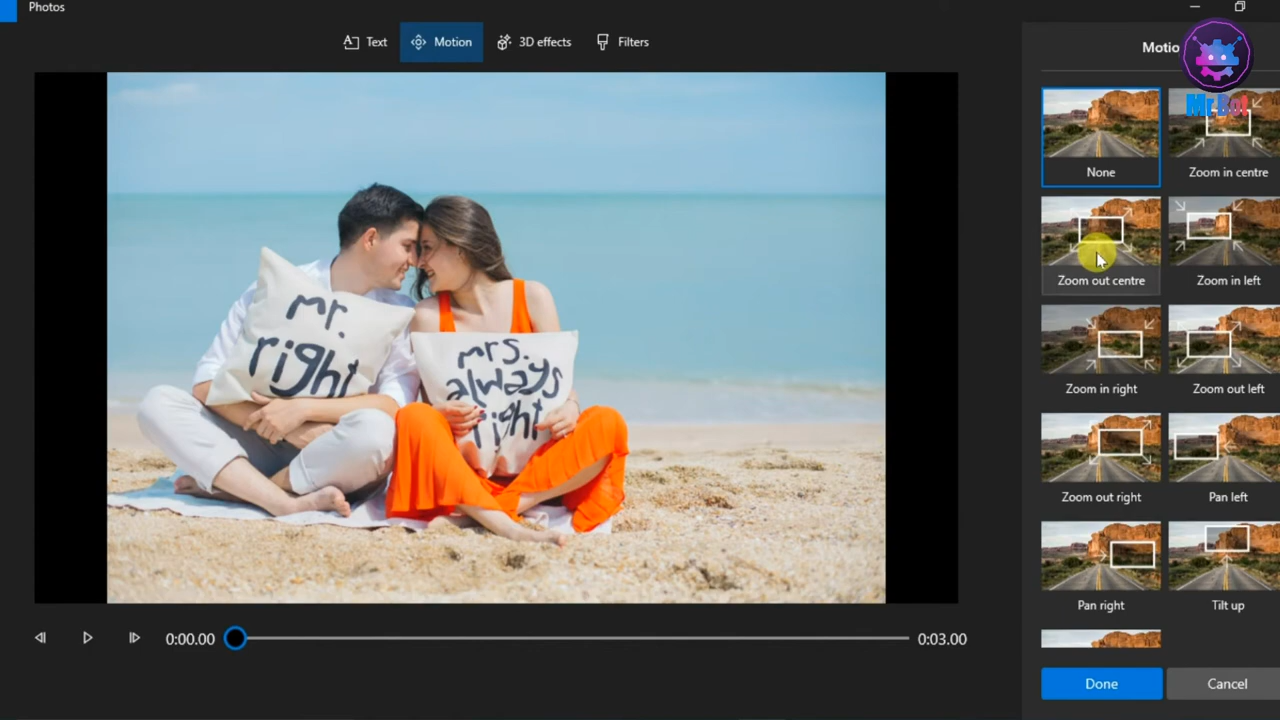 Photos
Text
Motion
3D effects
Filters
Motio
Mr.Bot
None
Zoom in centre
Zoom out centre
Zoom in left
Zoom in right
Zoom out left
Zoom out right
Pan left
Pan right
Tilt up
mr.
right
mrs.
always
right
0:00.00
0:03.00
Done
Cancel